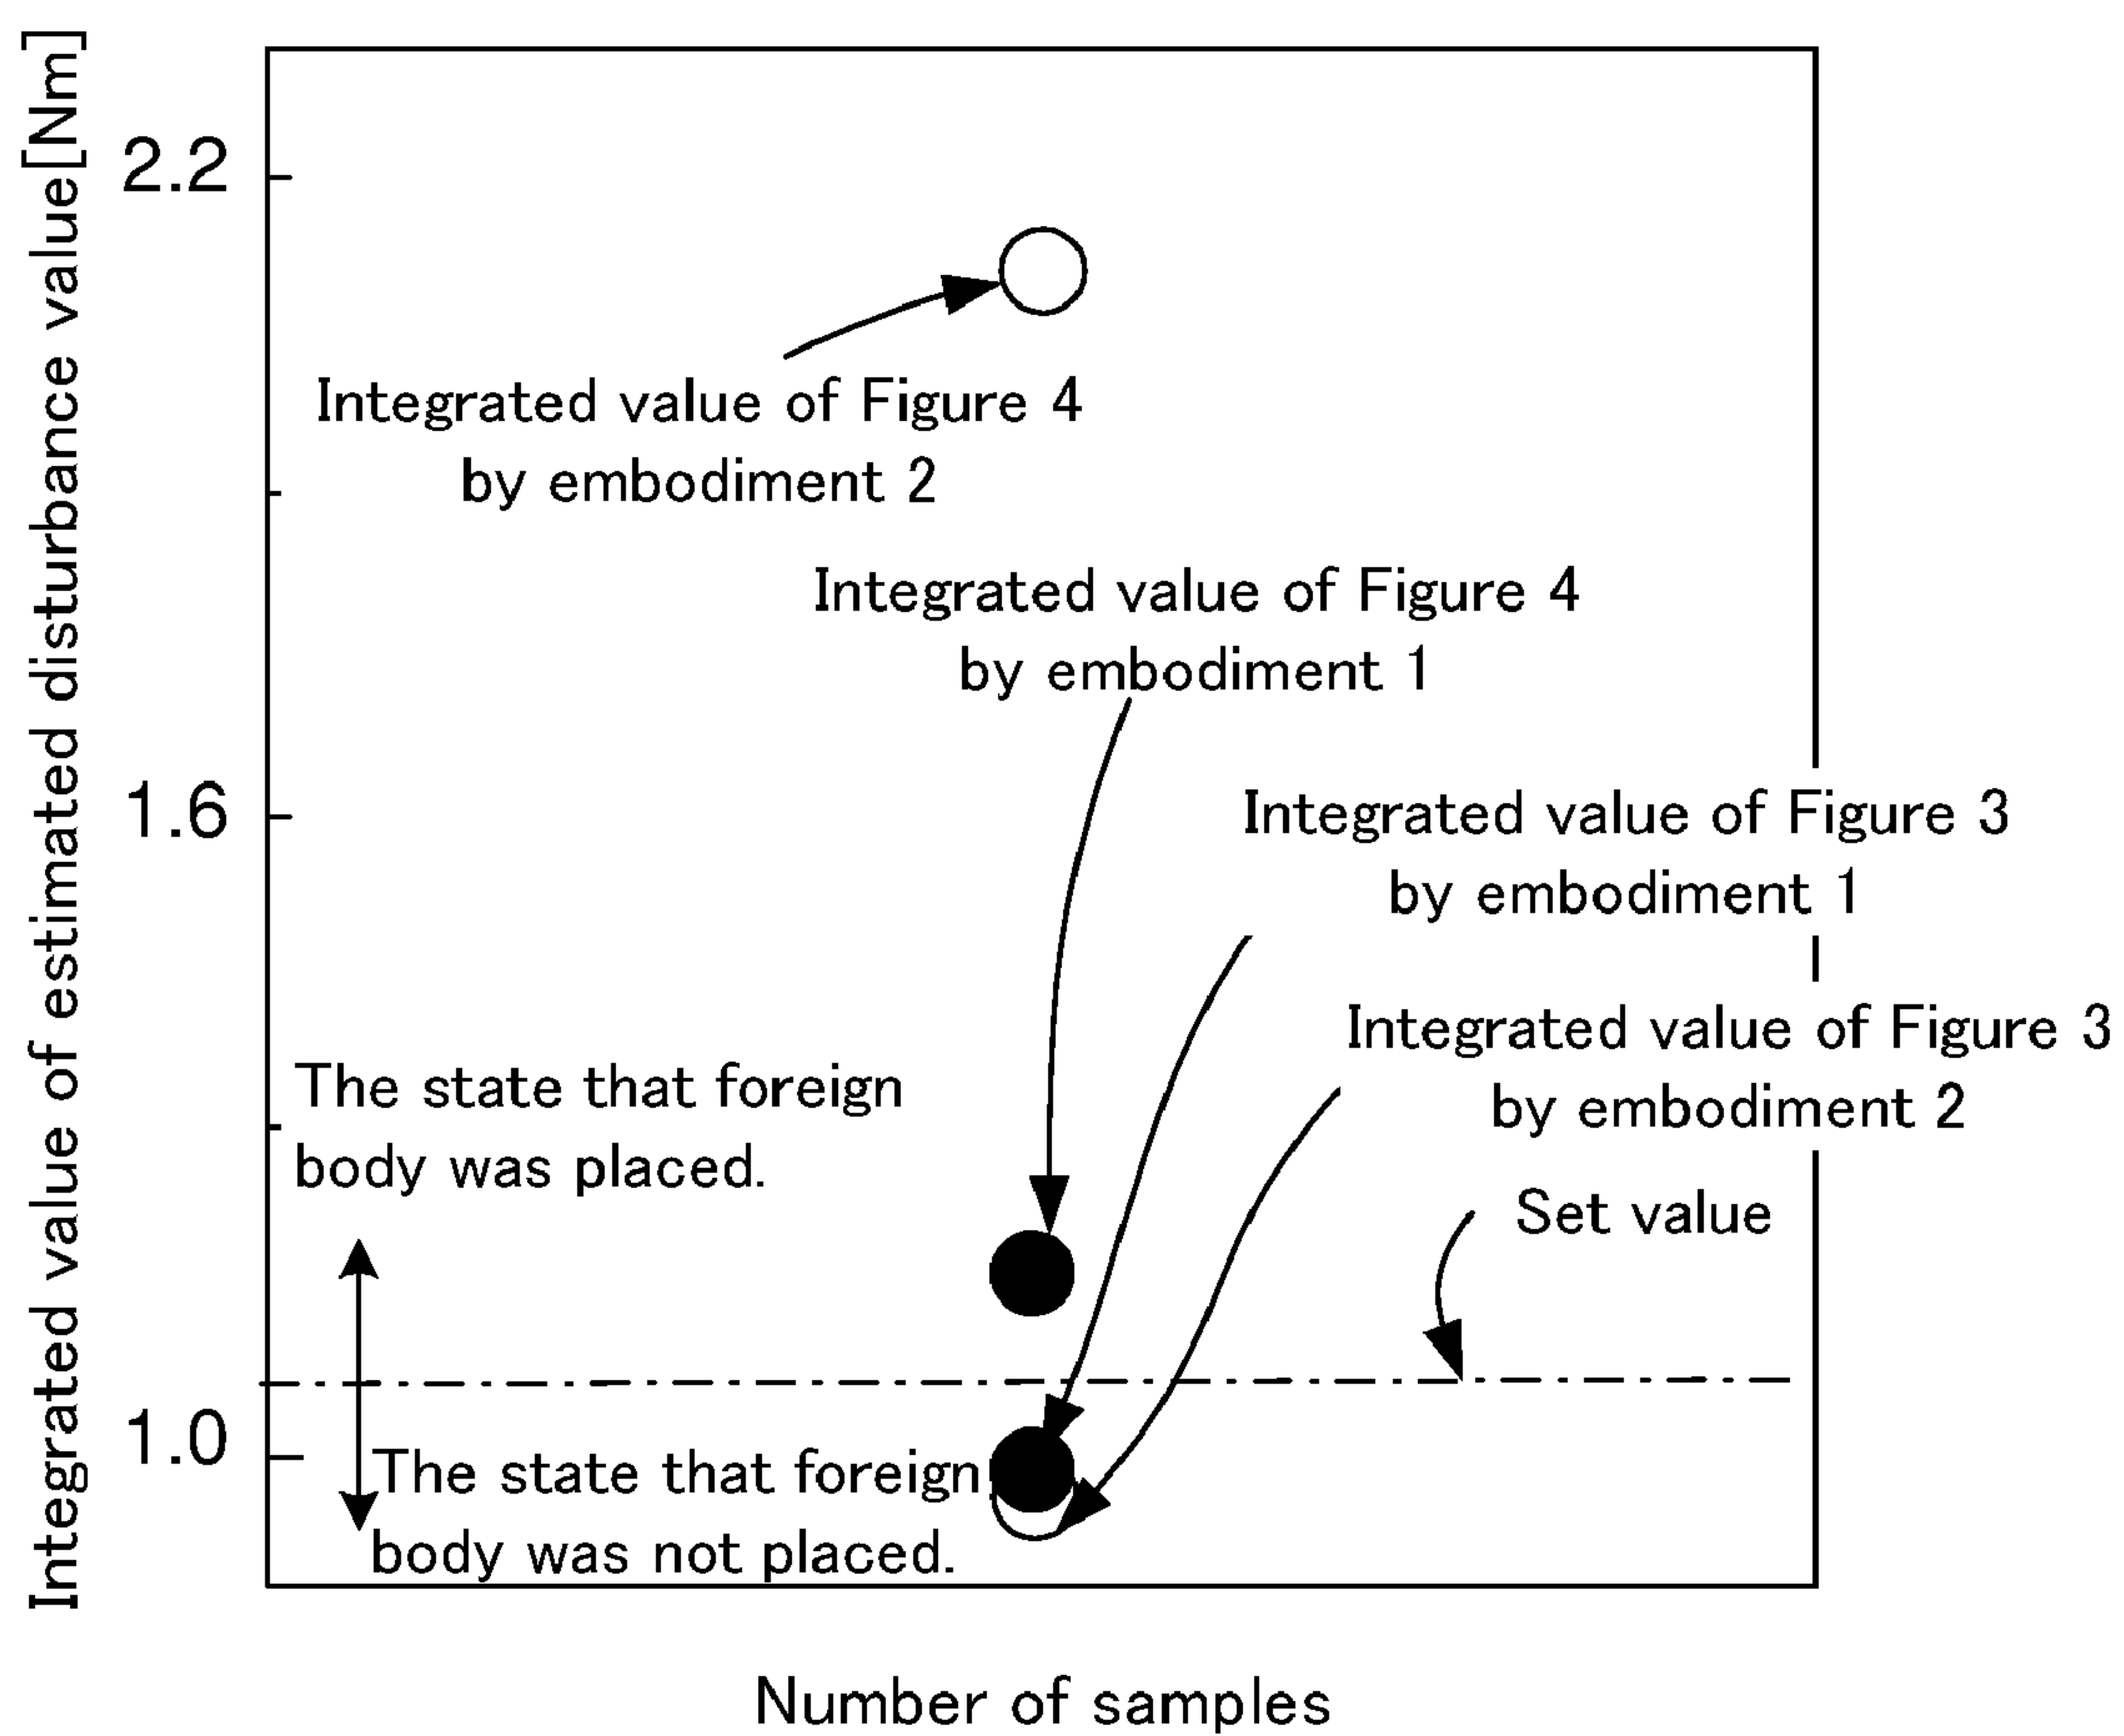 Integrated value of estimated disturbance value[Nm]
2.2
Integrated value of Figure 4
by embodiment 2
Integrated value of Figure 4
by embodiment 1
1.6
Integrated value of Figure 3
by embodiment 1
Integrated value of Figure 3
by embodiment 2
The state that foreign
body was placed.
Set value
1.0
The state that foreign
body was not placed.
Number of samples